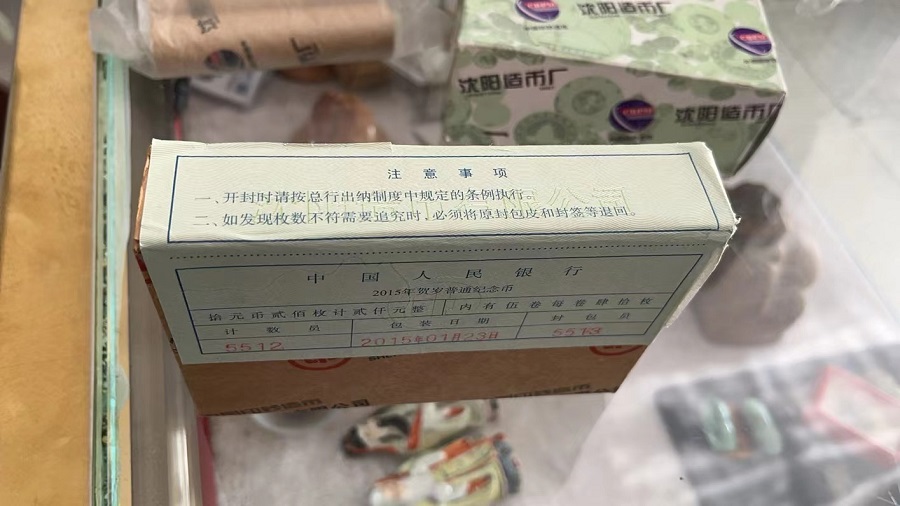 沈阳造币厂
沈阳造币厂
沈阳造币厂
注意事项
一、开封时请按总行出纳制度中规定的条例执行。
二、如发现枚数不符需要追究时，必须将原封包皮和封签等退回。
中国人民银行
2015年贺岁普通纪念币
拾元币贰佰枚计贰仟元整 内有伍卷每卷肆拾枚
计数员 包装日期 封包员
5512 2015年01月23日 5513